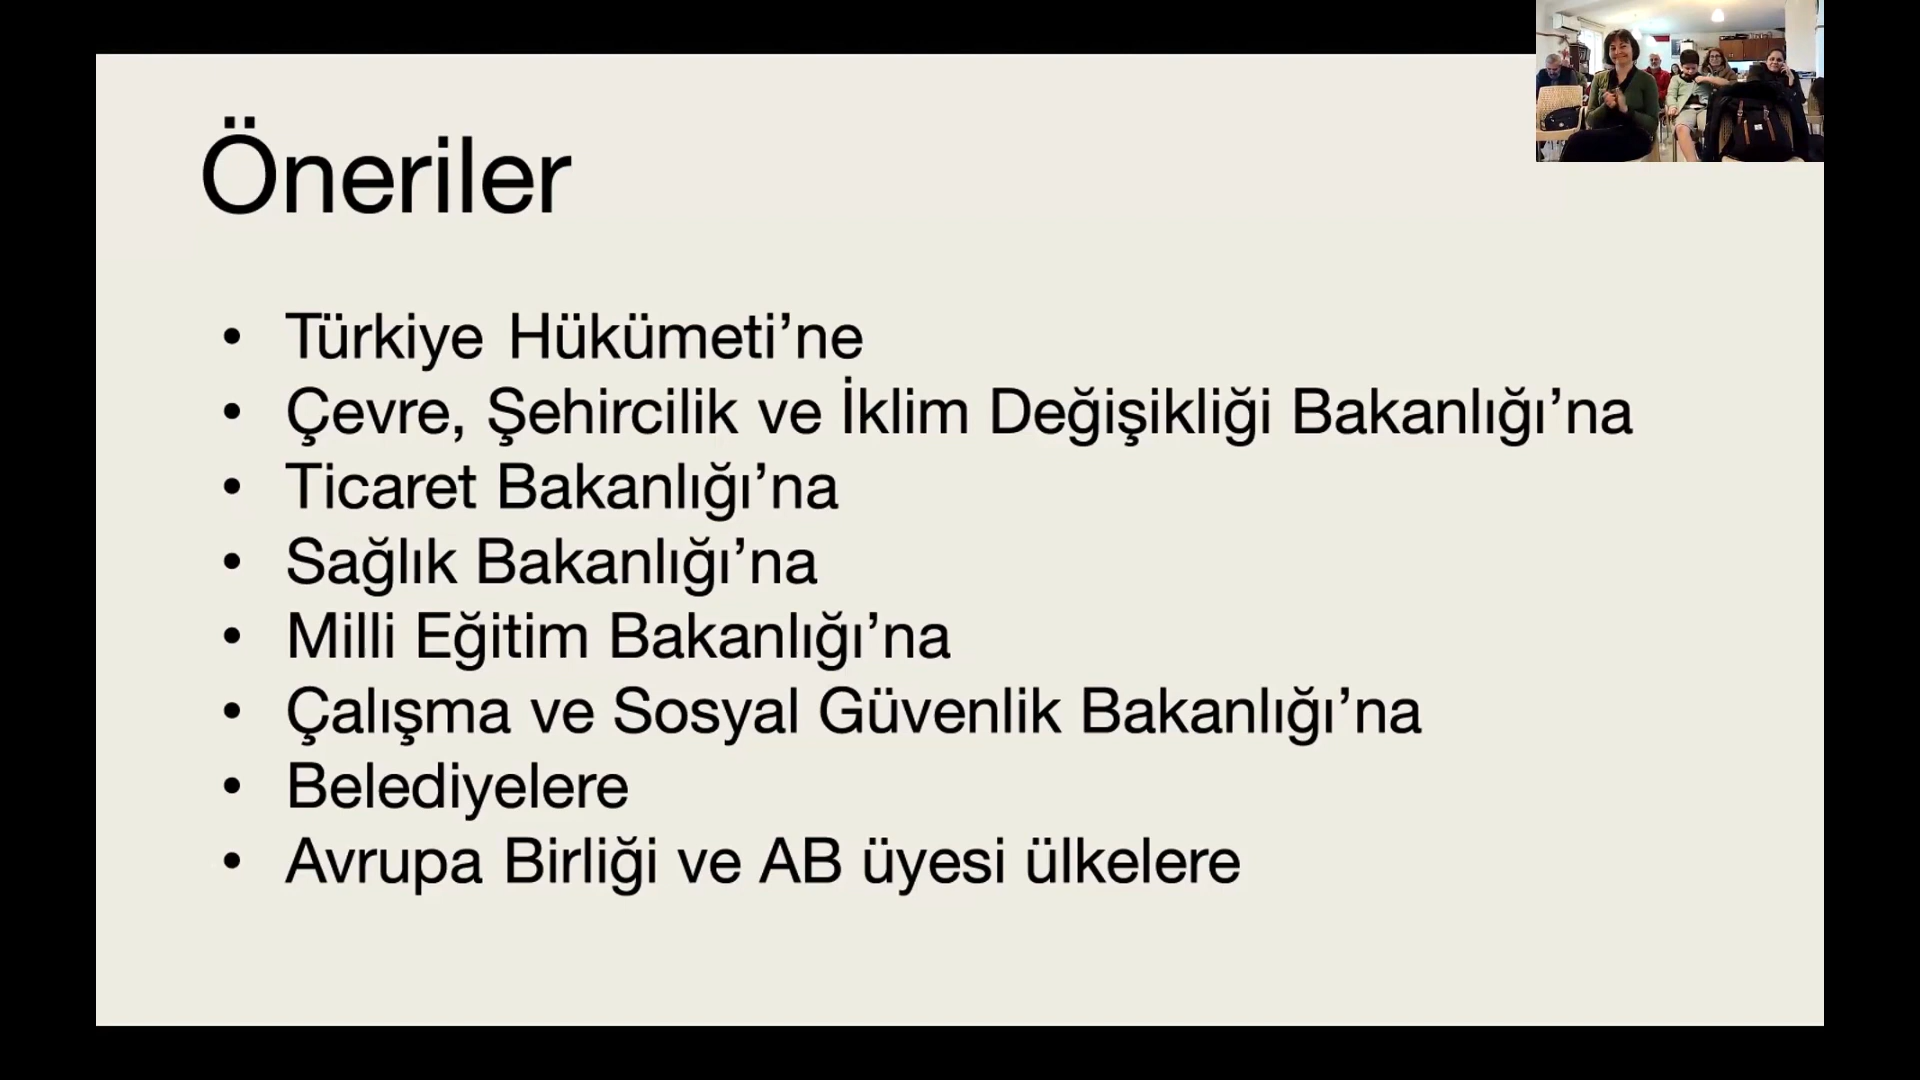 Öneriler
• Türkiye Hükümeti’ne
• Çevre, Şehircilik ve İklim Değişikliği Bakanlığı’na
• Ticaret Bakanlığı’na
• Sağlık Bakanlığı’na
• Milli Eğitim Bakanlığı’na
• Çalışma ve Sosyal Güvenlik Bakanlığı’na
• Belediyelere
• Avrupa Birliği ve AB üyesi ülkelere